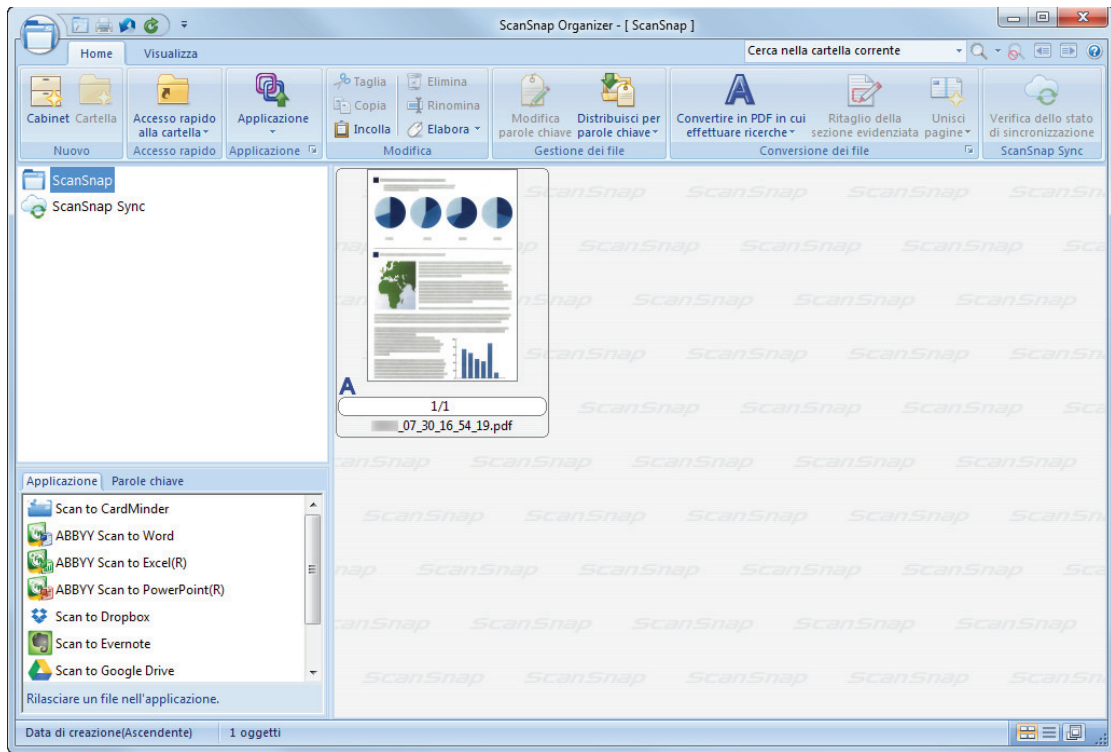 ScanSnap Organizer - [ ScanSnap ]
Home Visualizza
Cerca nella cartella corrente
Cabinet Cartella
Accesso rapido
alla cartella
Applicazione
Taglia
Copia
Incolla
Elimina
Rinomina
Elabora
Modifica
parole chiave
Distribuisci per
parole chiave
Convertire in PDF in cui
effettuare ricerche
Ritaglio della
sezione evidenziata
Unisci
pagine
Verifica dello stato
di sincronizzazione
Nuovo
Accesso rapido
Applicazione
Modifica
Gestione dei file
Conversione dei file
ScanSnap Sync
ScanSnap
ScanSnap Sync
A
1/1
_07_30_16_54_19.pdf
Applicazione Parole chiave
Scan to CardMinder
ABBYY Scan to Word
ABBYY Scan to Excel(R)
ABBYY Scan to PowerPoint(R)
Scan to Dropbox
Scan to Evernote
Scan to Google Drive
Rilasciare un file nell'applicazione.
Data di creazione(Ascendente) 1 oggetti